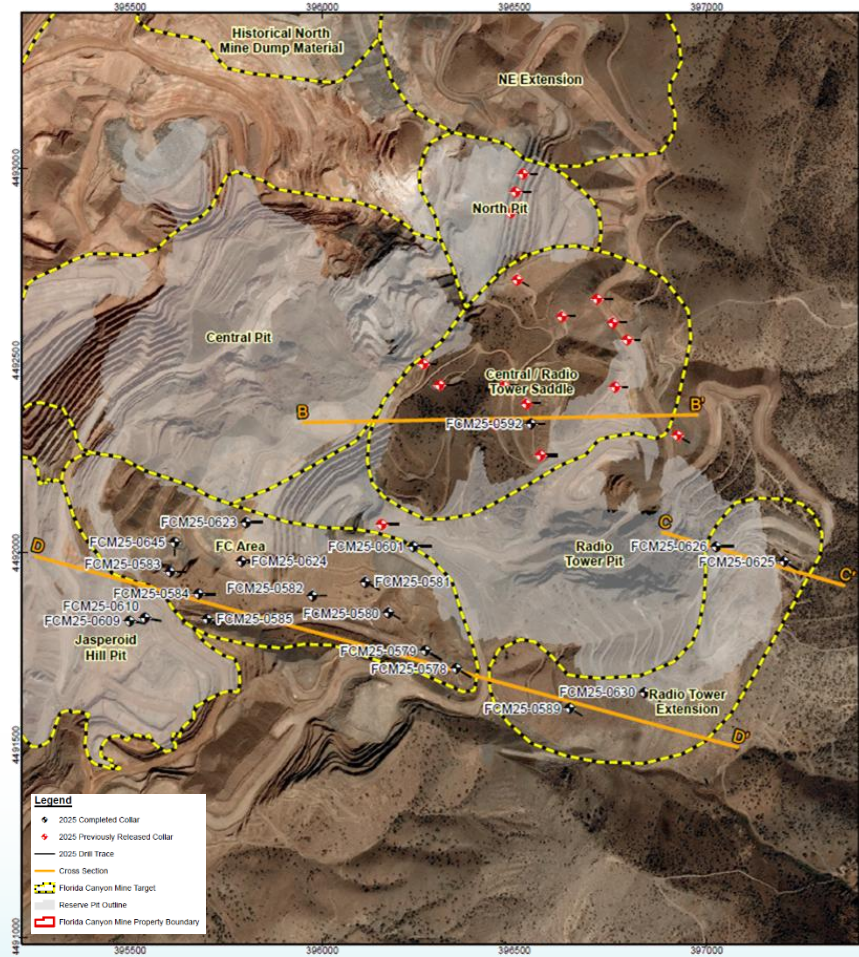 395500 396000 396500 397000
Historical North
Mine Dump Material
NE Extension
4493000
North Pit
Central Pit
4492500
Central / Radio
Tower Saddle
B B'
FCM25-0592
FCM25-0623
C
FCM25-0645
FC Area
FCM25-0601
Radio
Tower Pit
FCM25-0626
D
4492000
FCM25-0583
FCM25-0624
FCM25-0625
FCM25-0582
FCM25-0581
C'
FCM25-0584
FCM25-0610
FCM25-0580
FCM25-0609
FCM25-0585
Jasperoid
Hill Pit
FCM25-0579
FCM25-0578
FCM25-0630
Radio Tower
Extension
FCM25-0589
D'
4491500
Legend
2025 Completed Collar
2025 Previously Released Collar
2025 Drill Trace
Cross Section
Florida Canyon Mine Target
Reserve Pit Outline
Florida Canyon Mine Property Boundary
4491000
395500 396000 396500 397000